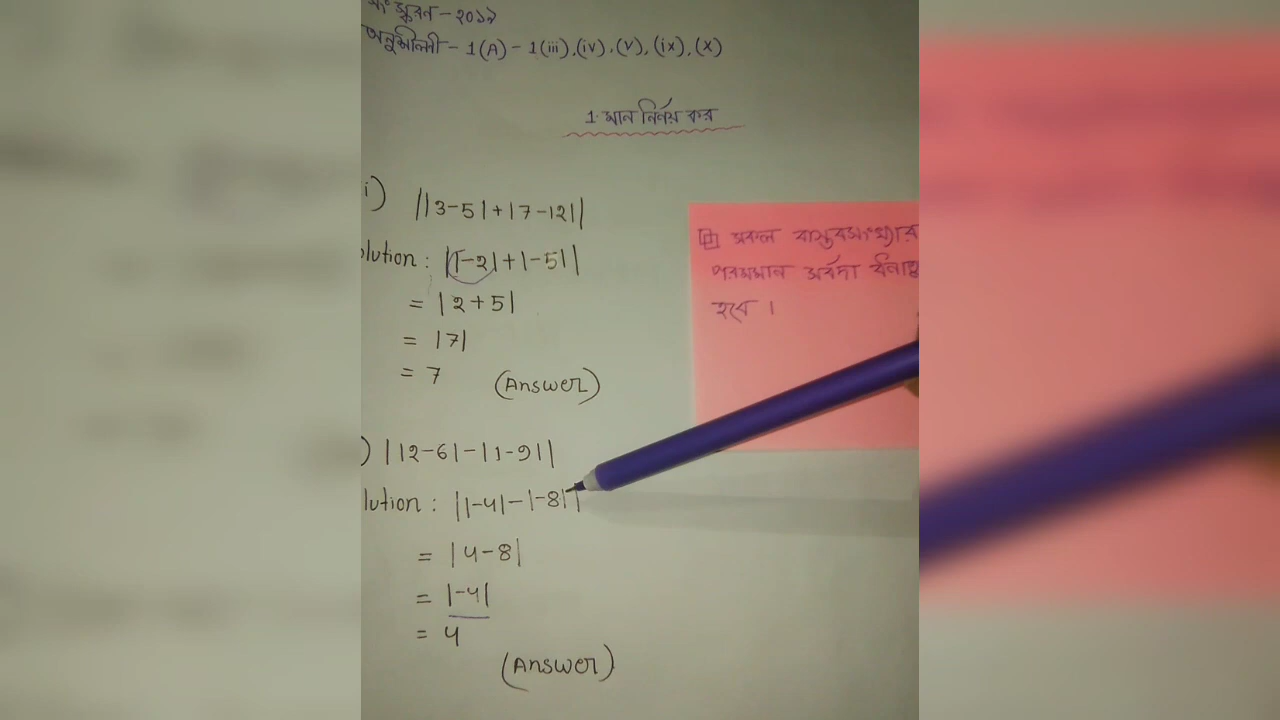 সংস্করন - ২০১৯
অনুশীলনী - 1(A) - 1(iii), (iv), (v), (ix), (x)
1. মান নির্ণয় কর
i) ||3-5|+|7-12||
lution : ||-2|+|-5||
= |2+5|
= |7|
= 7 (Answer)
সকল বাস্তবসংখ্যার
পরমমান সর্বদা ধনাত্ম
হবে ।
) ||2-6|-|1-9||
lution : ||-4|-|-8||
= |4-8|
= |-4|
= 4
(Answer)